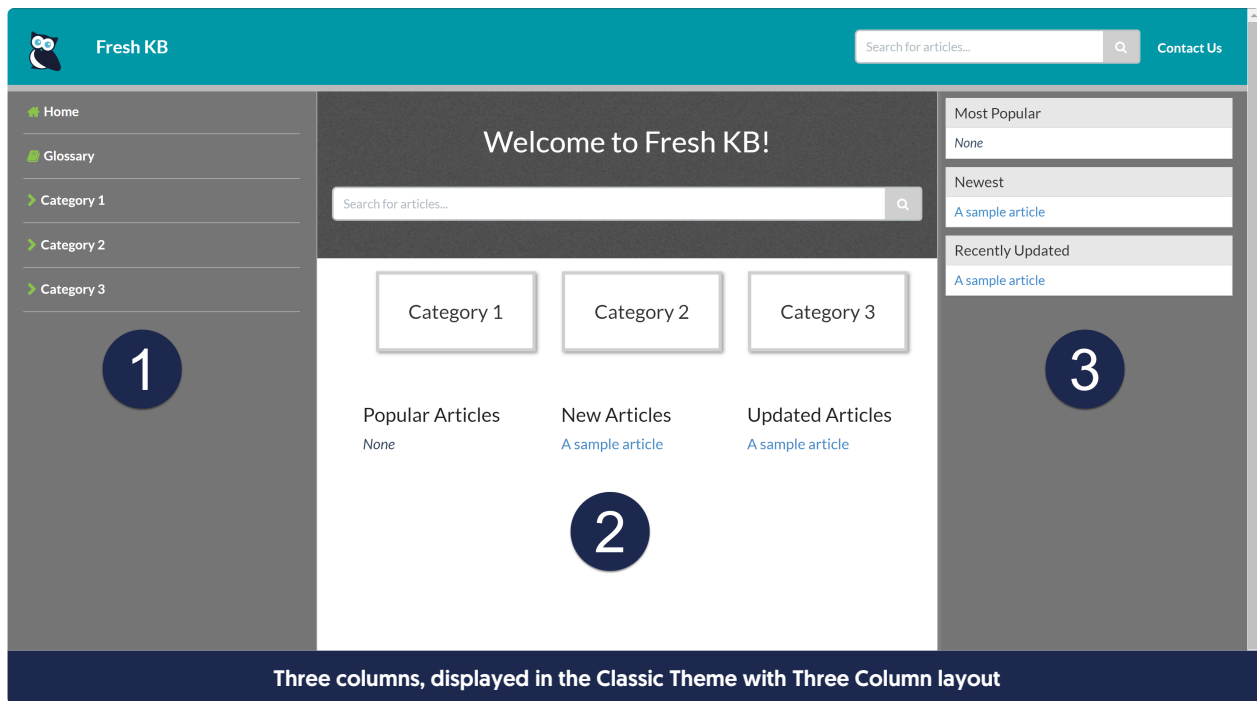 Fresh KB
Search for articles...
Contact Us
Home
Glossary
Category 1
Category 2
Category 3
1
Welcome to Fresh KB!
Search for articles...
Category 1
Category 2
Category 3
Popular Articles
None
New Articles
A sample article
Updated Articles
A sample article
2
Most Popular
None
Newest
A sample article
Recently Updated
A sample article
3
Three columns, displayed in the Classic Theme with Three Column layout